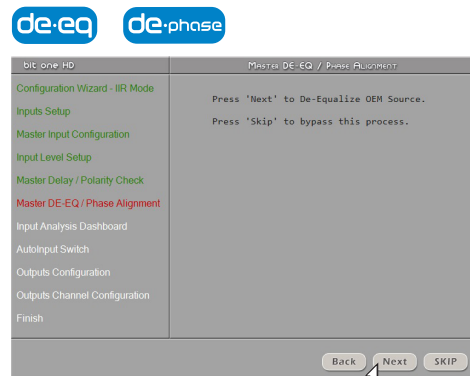 de·eq
de·phase
bit one HD
Master DE-EQ / Phase Alignment
Configuration Wizard - IIR Mode
Inputs Setup
Master Input Configuration
Input Level Setup
Master Delay / Polarity Check
Master DE-EQ / Phase Alignment
Input Analysis Dashboard
AutoInput Switch
Outputs Configuration
Outputs Channel Configuration
Finish
Press 'Next' to De-Equalize OEM Source.
Press 'Skip' to bypass this process.
Back
Next
SKIP